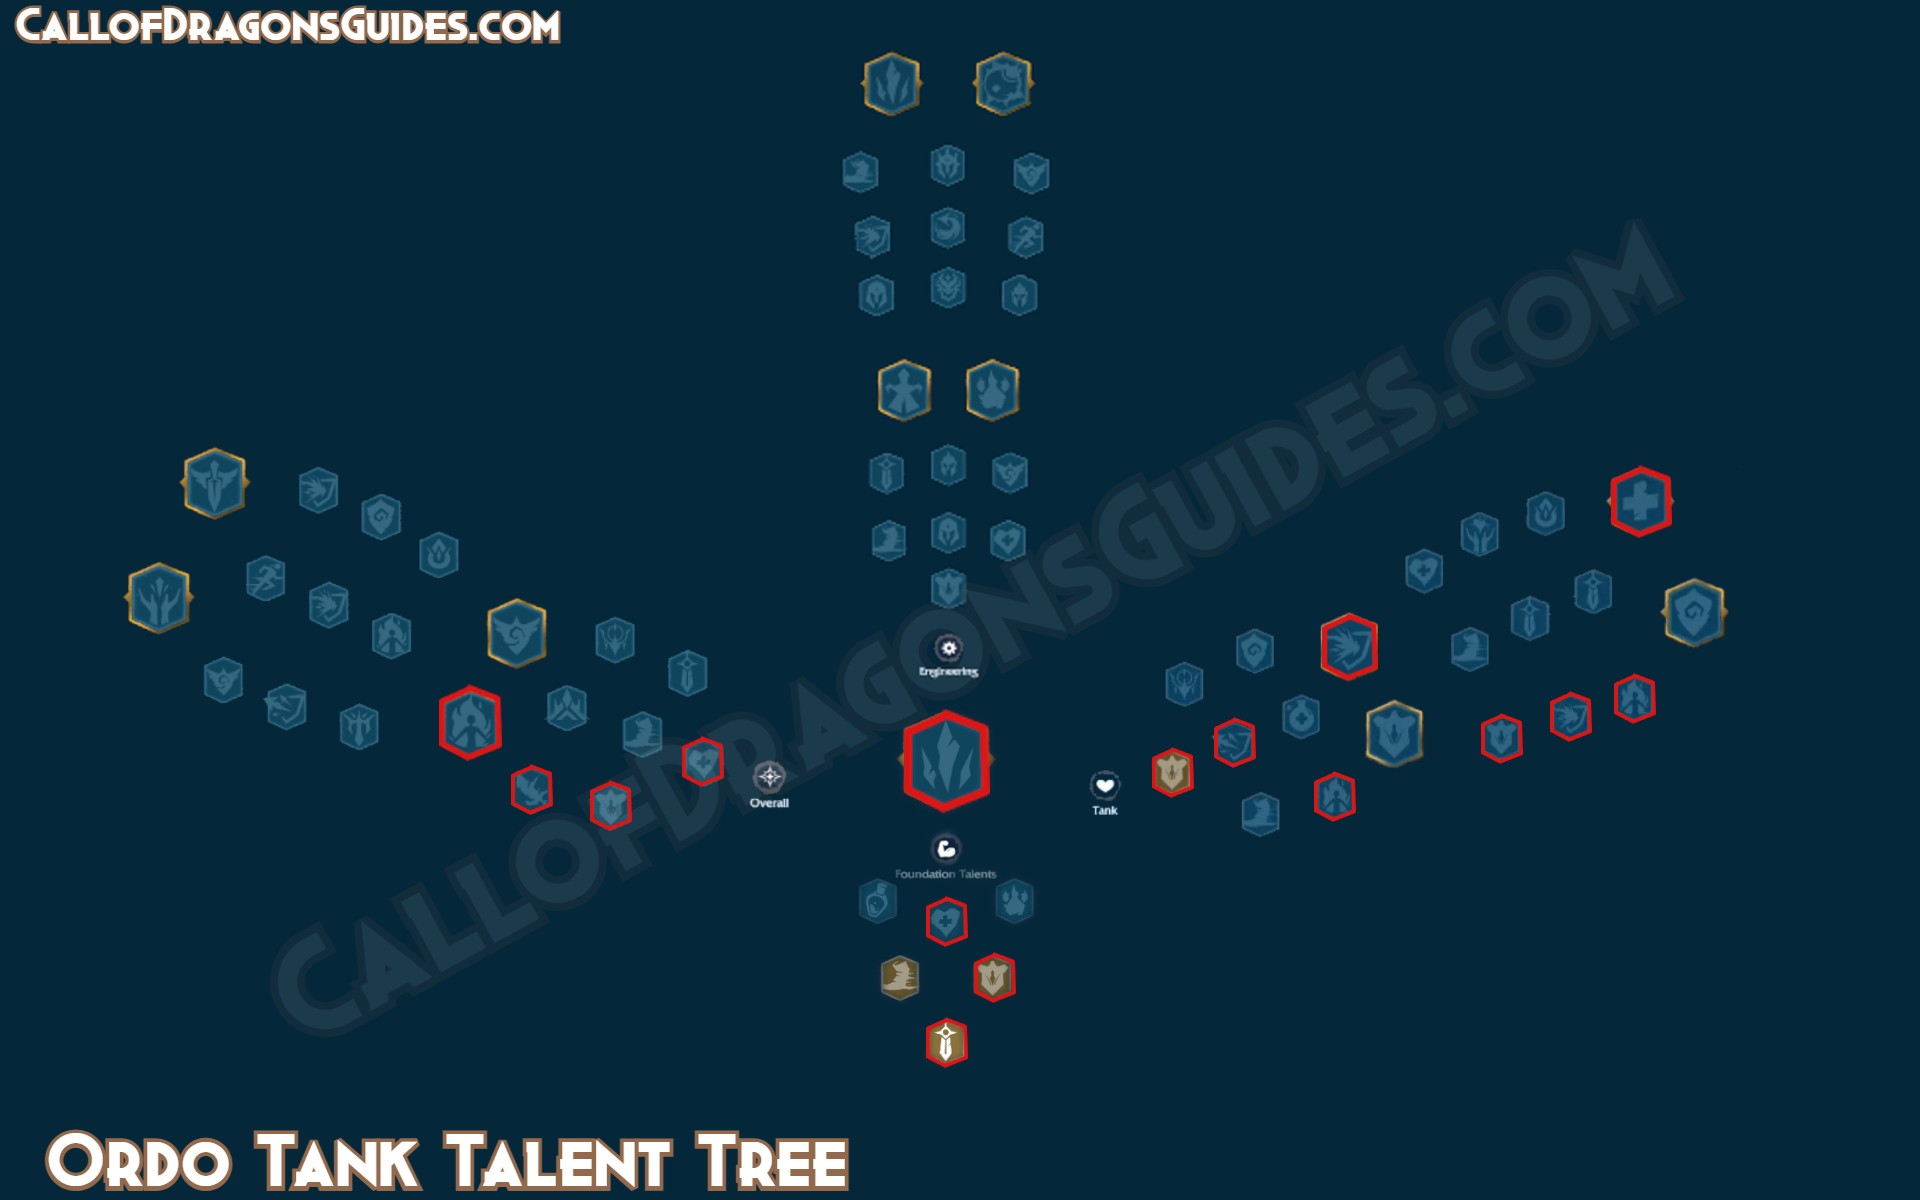 CallofDragonsGuides.com
CallofDragonsGuides.com
Engineering
Overall
Tank
Foundation Talents
Ordo Tank Talent Tree